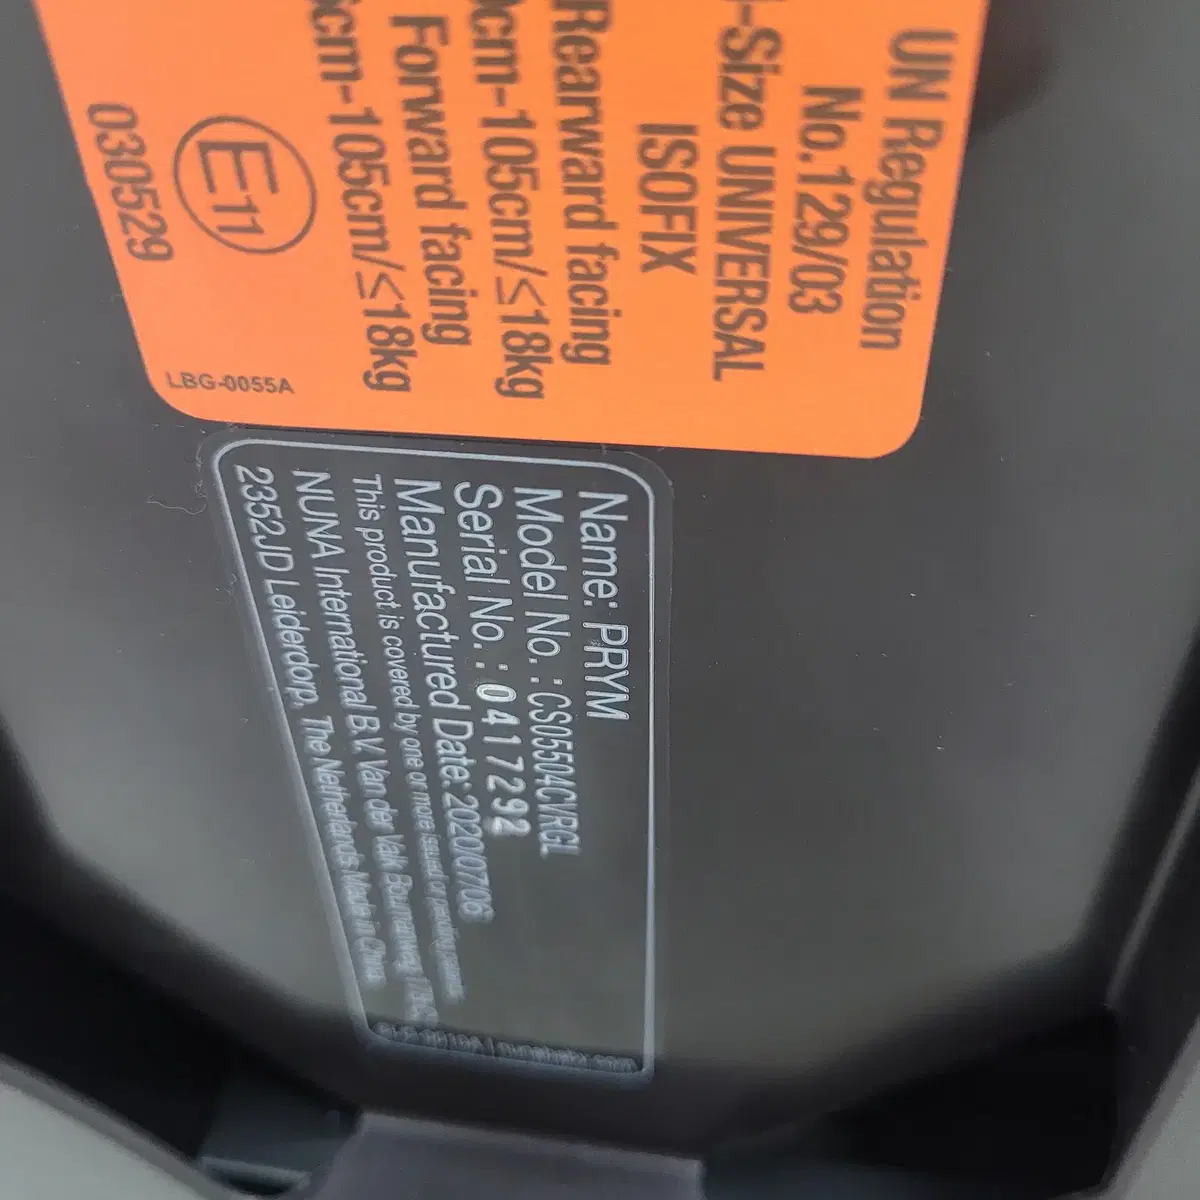 UN Regulation
No.129/03
-Size UNIVERSAL
ISOFIX
Rearward facing
0cm-105cm/≤18kg
Forward facing
cm-105cm/≤18kg
E11
030529
LBG-0055A
Name: PRYM
Model No. : CS05504CVRGL
Serial No. : 0417292
Manufactured Date: 2020/07/06
This product is covered by one or more issued or pending patents.
NUNA International B.V. Van der Valk Boumanweg
2352JD Leiderdorp, The Netherlands Made in China